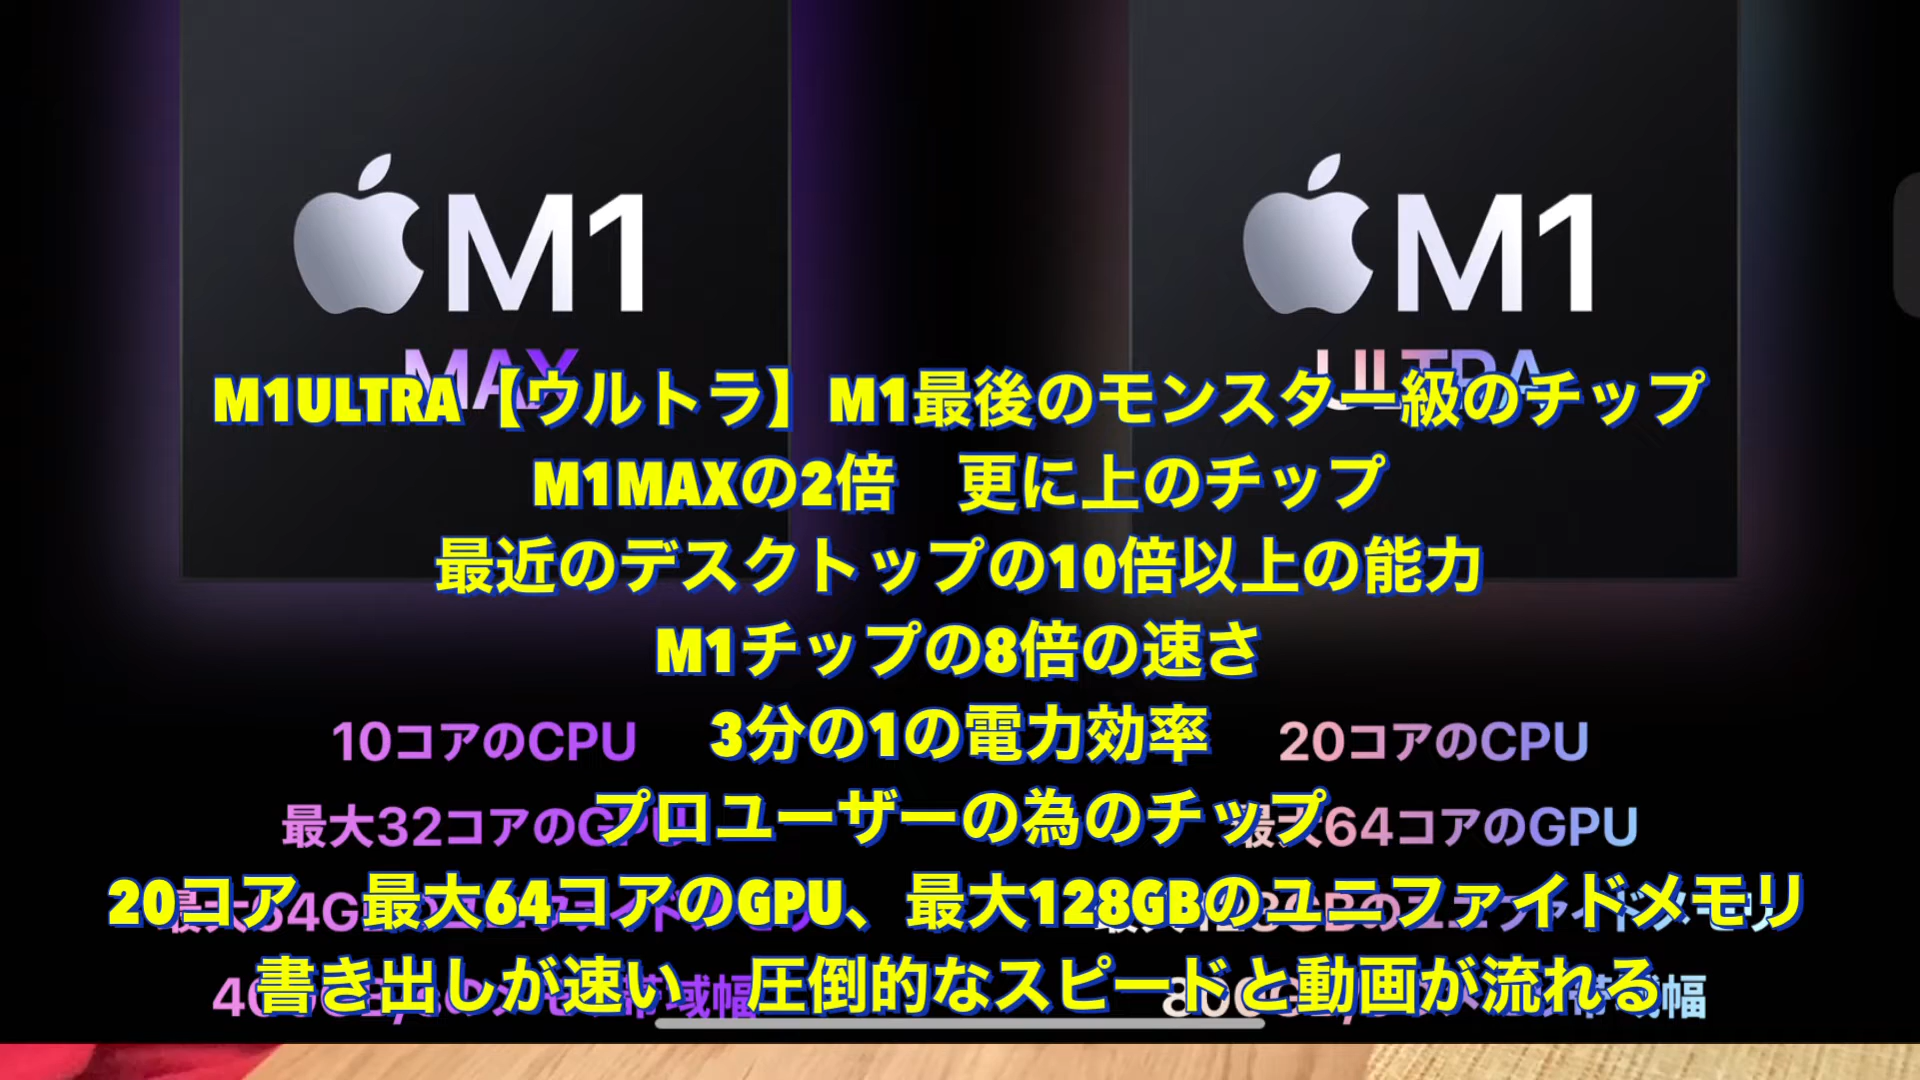 M1
M1
MAX
ULTRA
M1ULTRA【ウルトラ】M1最後のモンスター級のチップ
M1MAXの2倍　更に上のチップ
最近のデスクトップの10倍以上の能力
M1チップの8倍の速さ
3分の1の電力効率
10コアのCPU
20コアのCPU
プロユーザーの為のチップ
最大32コアのGPU
最大64コアのGPU
20コア　最大64コアのGPU、最大128GBのユニファイドメモリ
書き出しが速い　圧倒的なスピードと動画が流れる